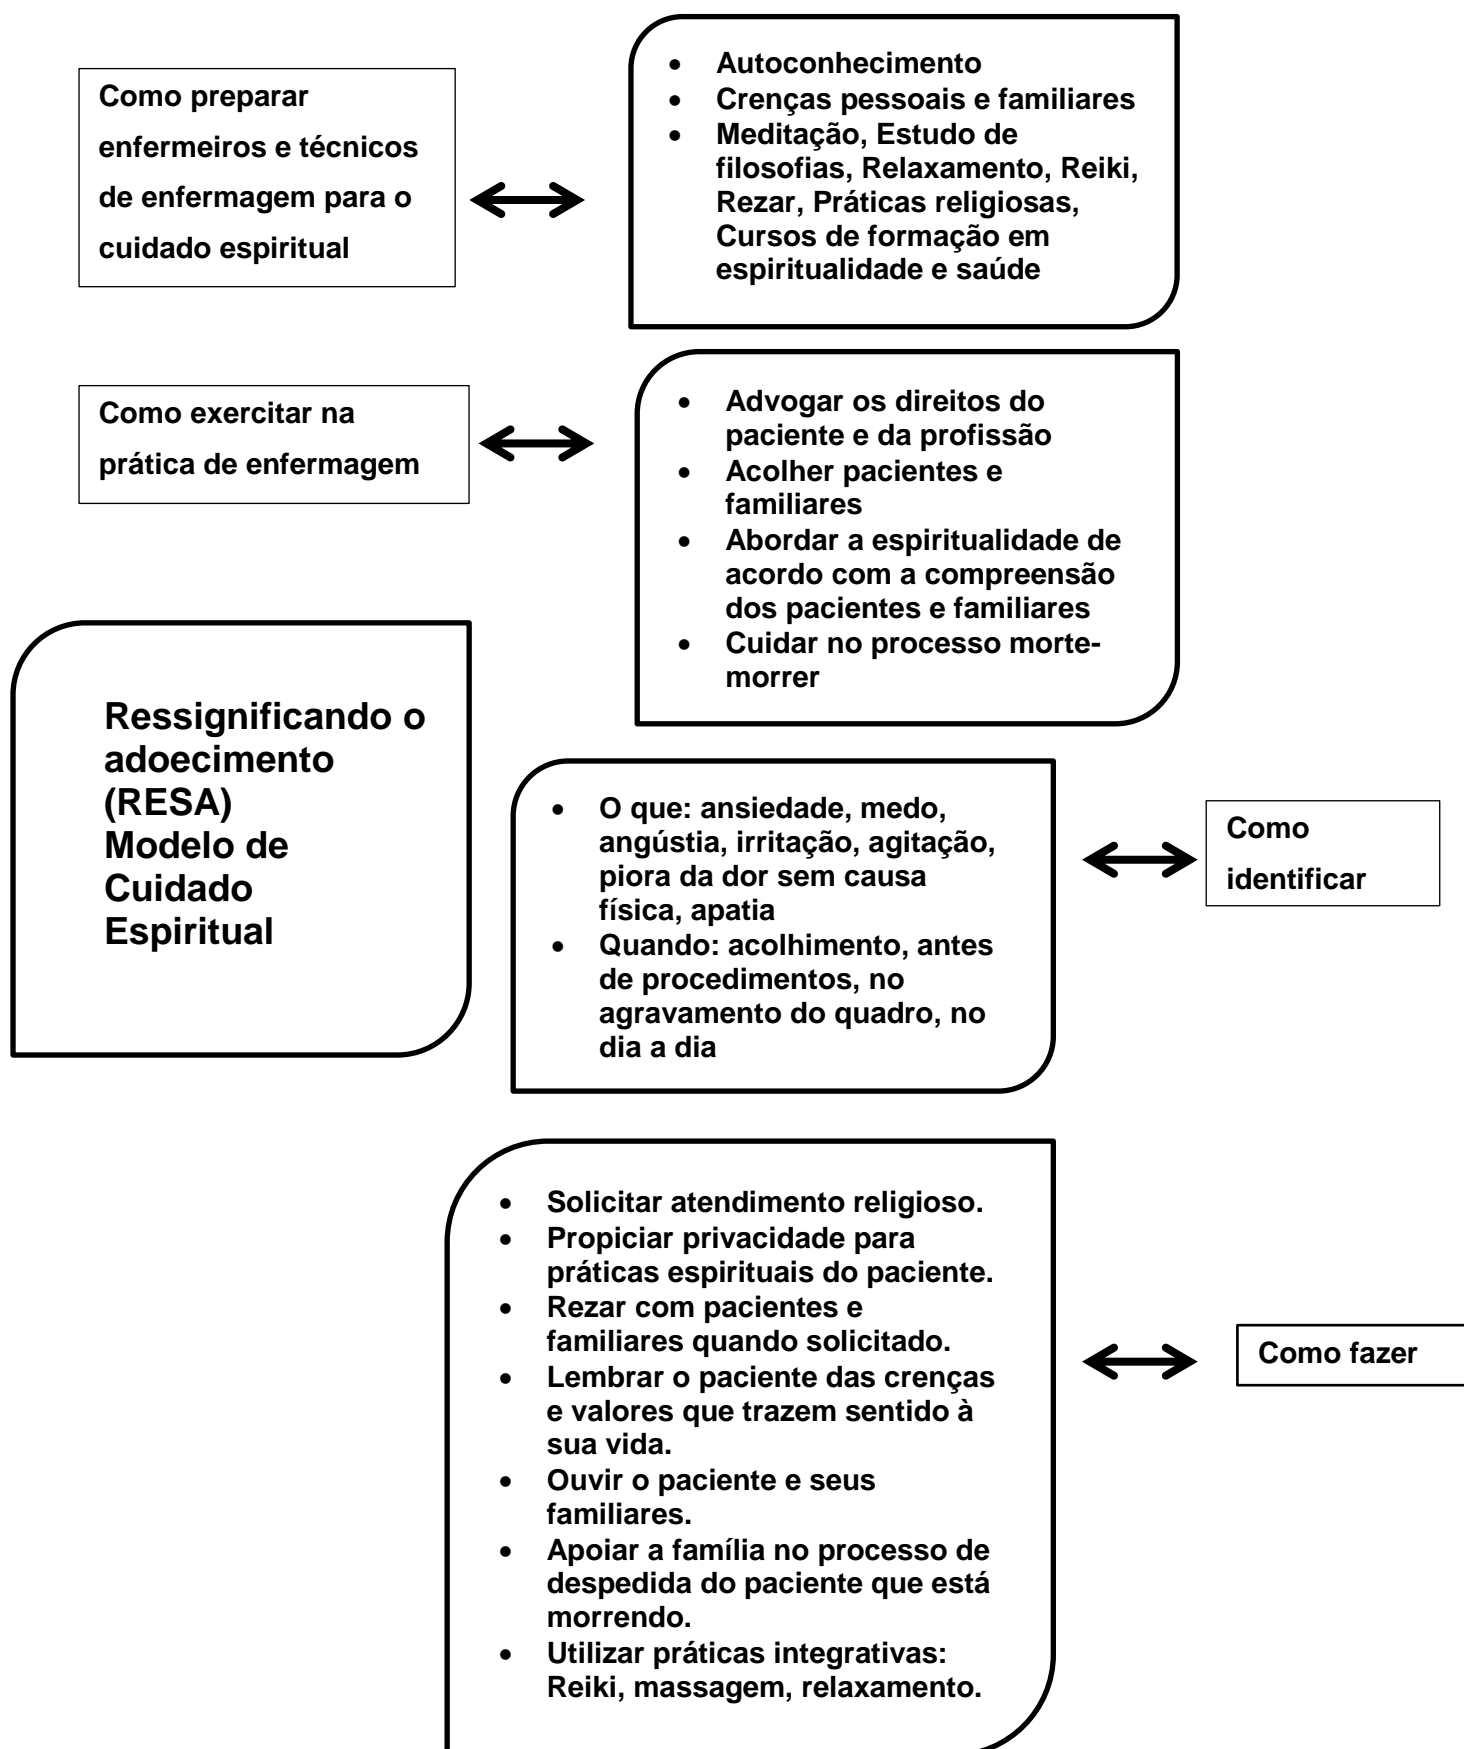 Como preparar
enfermeiros e técnicos
de enfermagem para o
cuidado espiritual
• Autoconhecimento
• Crenças pessoais e familiares
• Meditação, Estudo de
filosofias, Relaxamento, Reiki,
Rezar, Práticas religiosas,
Cursos de formação em
espiritualidade e saúde
Como exercitar na
prática de enfermagem
• Advogar os direitos do
paciente e da profissão
• Acolher pacientes e
familiares
• Abordar a espiritualidade de
acordo com a compreensão
dos pacientes e familiares
• Cuidar no processo morte-
morrer
Ressignificando o
adoecimento
(RESA)
Modelo de
Cuidado
Espiritual
• O que: ansiedade, medo,
angústia, irritação, agitação,
piora da dor sem causa
física, apatia
• Quando: acolhimento, antes
de procedimentos, no
agravamento do quadro, no
dia a dia
Como
identificar
• Solicitar atendimento religioso.
• Propiciar privacidade para
práticas espirituais do paciente.
• Rezar com pacientes e
familiares quando solicitado.
• Lembrar o paciente das crenças
e valores que trazem sentido à
sua vida.
• Ouvir o paciente e seus
familiares.
• Apoiar a família no processo de
despedida do paciente que está
morrendo.
• Utilizar práticas integrativas:
Reiki, massagem, relaxamento.
Como fazer